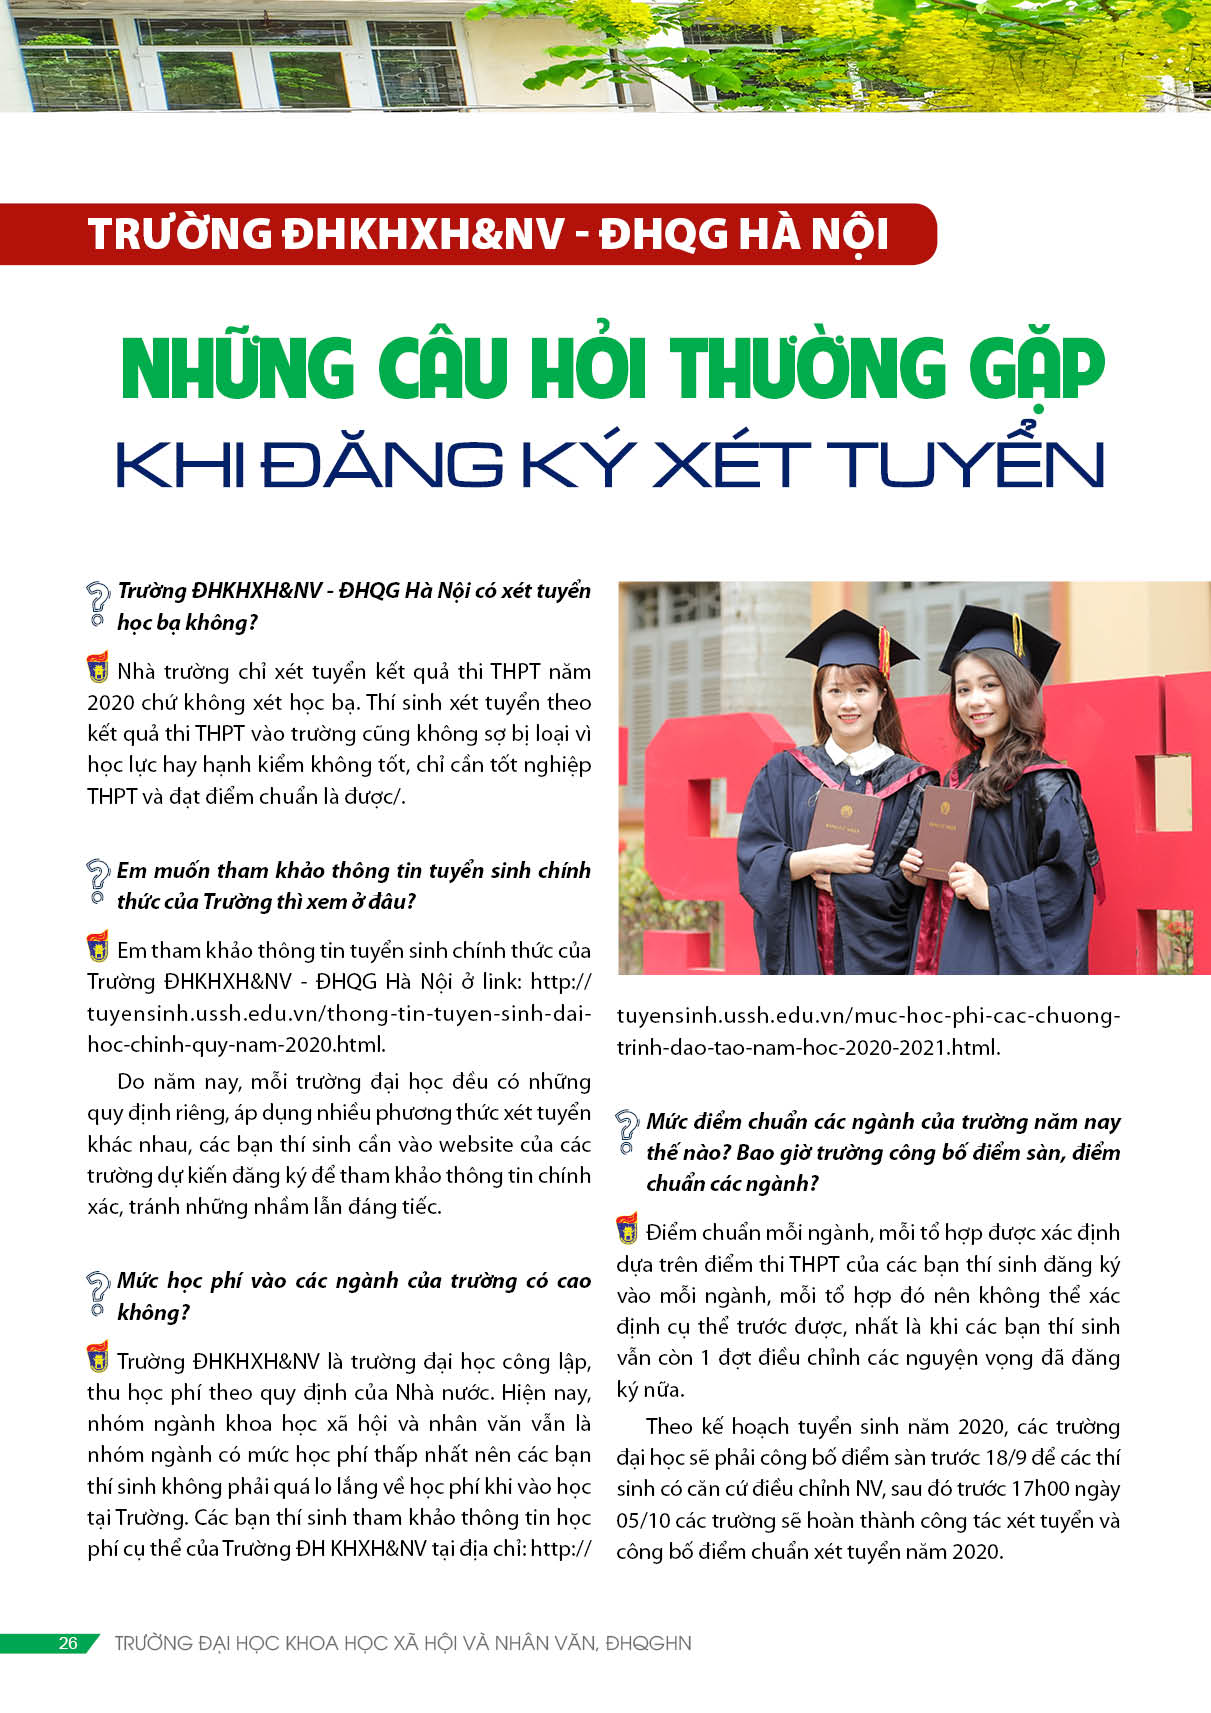 TRƯỜNG ĐHKHXH&NV - ĐHQG HÀ NỘI
NHỮNG CÂU HỎI THƯỜNG GẶP
KHI ĐĂNG KÝ XÉT TUYỂN
Trường ĐHKHXH&NV - ĐHQG Hà Nội có xét tuyển
học bạ không?
Nhà trường chỉ xét tuyển kết quả thi THPT năm
2020 chứ không xét học bạ. Thí sinh xét tuyển theo
kết quả thi THPT vào trường cũng không sợ bị loại vì
học lực hay hạnh kiểm không tốt, chỉ cần tốt nghiệp
THPT và đạt điểm chuẩn là được/.
Em muốn tham khảo thông tin tuyển sinh chính
thức của Trường thì xem ở đâu?
Em tham khảo thông tin tuyển sinh chính thức của
Trường ĐHKHXH&NV - ĐHQG Hà Nội ở link: http://
tuyensinh.ussh.edu.vn/thong-tin-tuyen-sinh-dai-
hoc-chinh-quy-nam-2020.html.
Do năm nay, mỗi trường đại học đều có những
quy định riêng, áp dụng nhiều phương thức xét tuyển
khác nhau, các bạn thí sinh cần vào website của các
trường dự kiến đăng ký để tham khảo thông tin chính
xác, tránh những nhầm lẫn đáng tiếc.
Mức học phí vào các ngành của trường có cao
không?
Trường ĐHKHXH&NV là trường đại học công lập,
thu học phí theo quy định của Nhà nước. Hiện nay,
nhóm ngành khoa học xã hội và nhân văn vẫn là
nhóm ngành có mức học phí thấp nhất nên các bạn
thí sinh không phải quá lo lắng về học phí khi vào học
tại Trường. Các bạn thí sinh tham khảo thông tin học
phí cụ thể của Trường ĐH KHXH&NV tại địa chỉ: http://
tuyensinh.ussh.edu.vn/muc-hoc-phi-cac-chuong-
trinh-dao-tao-nam-hoc-2020-2021.html.
Mức điểm chuẩn các ngành của trường năm nay
thế nào? Bao giờ trường công bố điểm sàn, điểm
chuẩn các ngành?
Điểm chuẩn mỗi ngành, mỗi tổ hợp được xác định
dựa trên điểm thi THPT của các bạn thí sinh đăng ký
vào mỗi ngành, mỗi tổ hợp đó nên không thể xác
định cụ thể trước được, nhất là khi các bạn thí sinh
vẫn còn 1 đợt điều chỉnh các nguyện vọng đã đăng
ký nữa.
Theo kế hoạch tuyển sinh năm 2020, các trường
đại học sẽ phải công bố điểm sàn trước 18/9 để các thí
sinh có căn cứ điều chỉnh NV, sau đó trước 17h00 ngày
05/10 các trường sẽ hoàn thành công tác xét tuyển và
công bố điểm chuẩn xét tuyển năm 2020.
26 TRƯỜNG ĐẠI HỌC KHOA HỌC XÃ HỘI VÀ NHÂN VĂN, ĐHQGHN